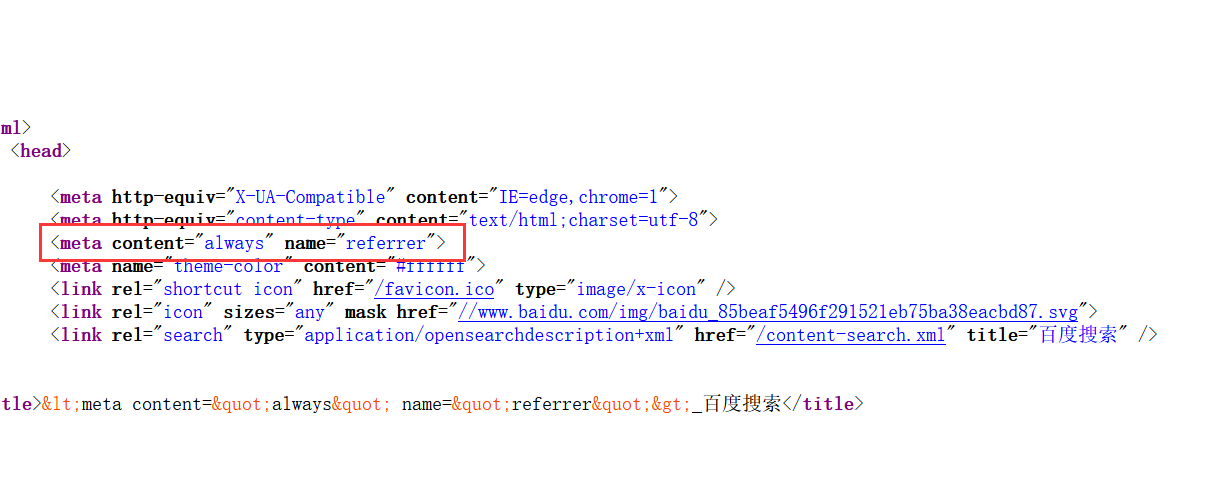 ml>
<head>
<meta http-equiv="X-UA-Compatible" content="IE=edge,chrome=1">
<meta http-equiv="content-type" content="text/html;charset=utf-8">
<meta content="always" name="referrer">
<meta name="theme-color" content="#ffffff">
<link rel="shortcut icon" href="/favicon.ico" type="image/x-icon" />
<link rel="icon" sizes="any" mask href="//www.baidu.com/img/baidu_85beaf5496f291521eb75ba38eacbd87.svg">
<link rel="search" type="application/opensearchdescription+xml" href="/content-search.xml" title="百度搜索" />
tle>&lt;meta content=&quot;always&quot; name=&quot;referrer&quot;&gt;_百度搜索</title>